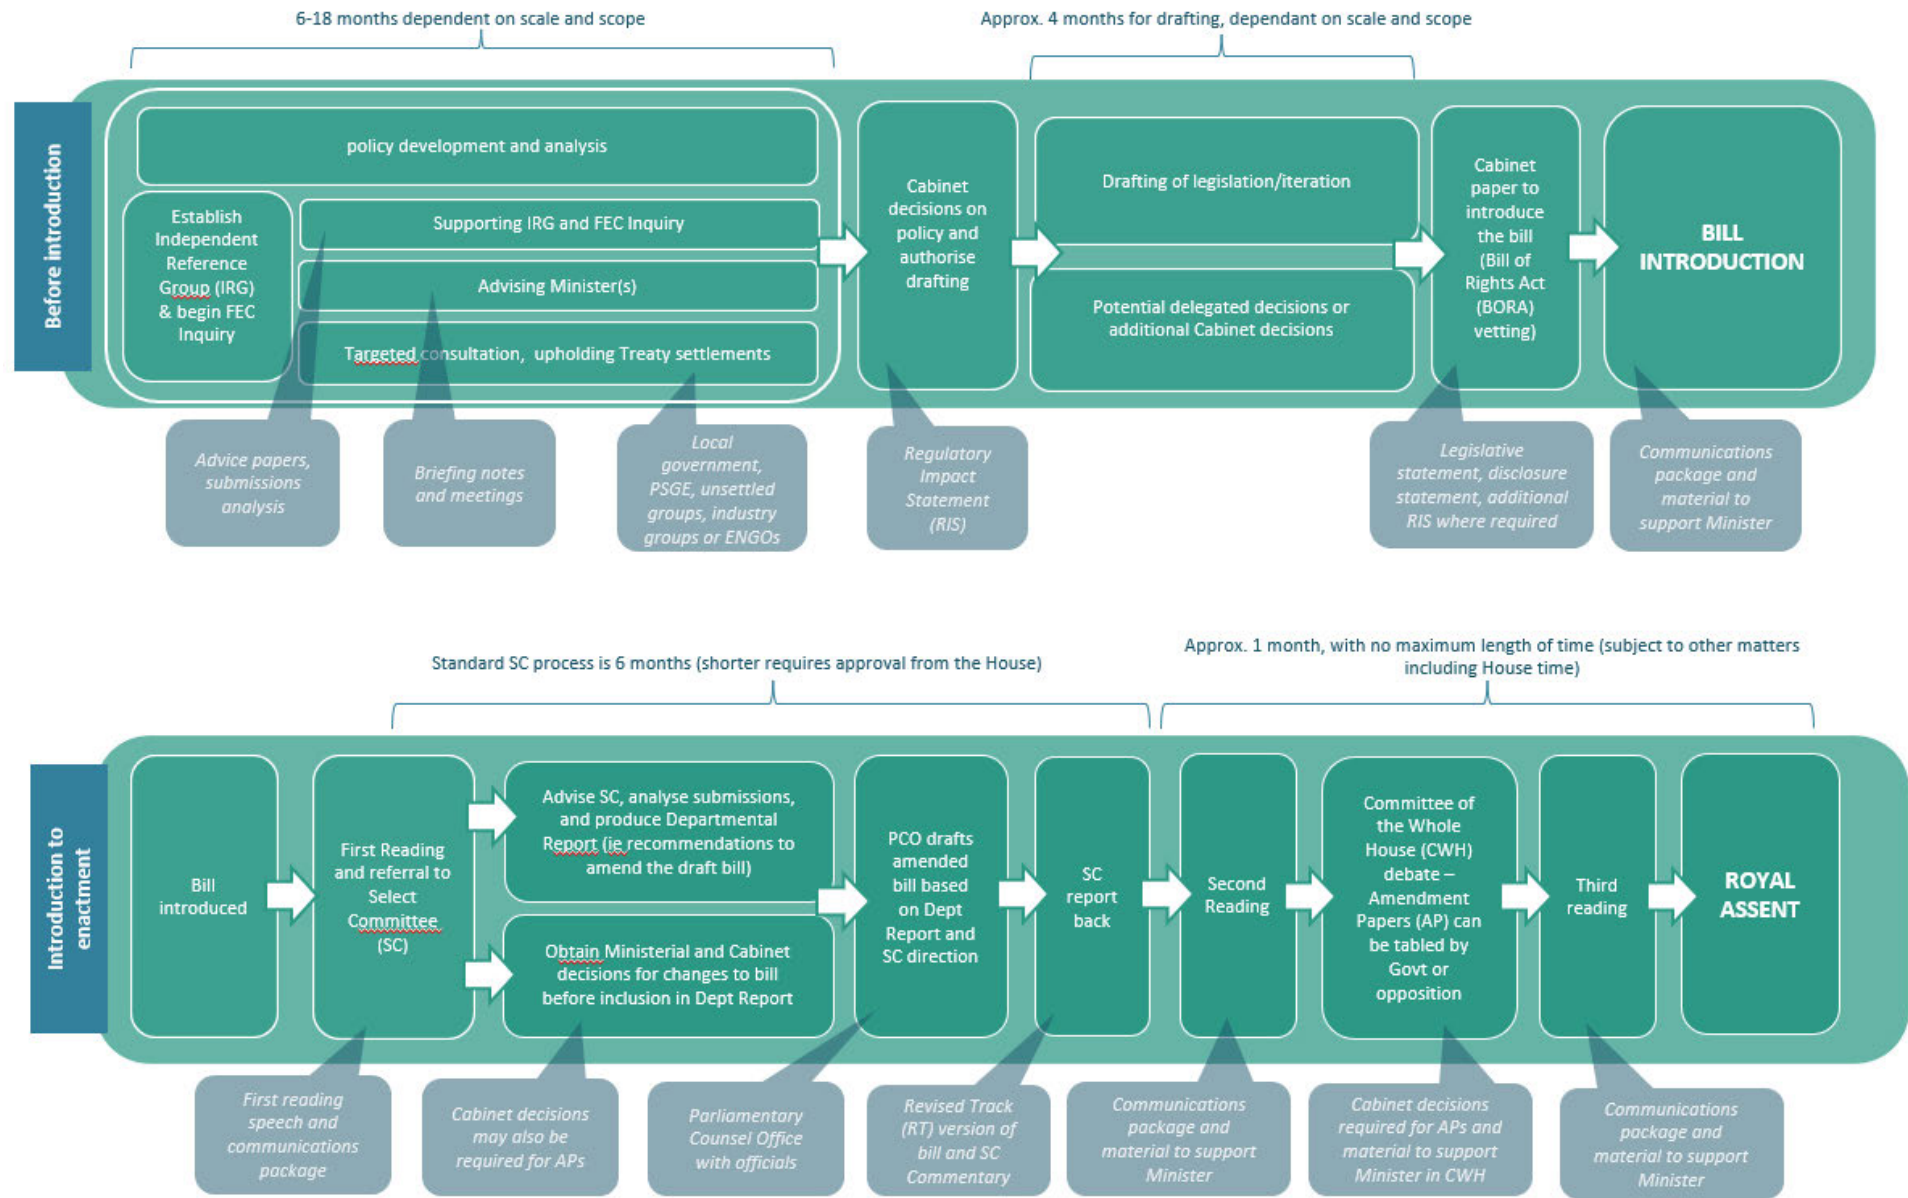 6-18 months dependent on scale and scope
Approx. 4 months for drafting, dependant on scale and scope
Before introduction
policy development and analysis
Establish
Independent
Reference
Group (IRG)
& begin FEC
Inquiry
Supporting IRG and FEC Inquiry
Advising Minister(s)
Targeted consultation, upholding Treaty settlements
Cabinet
decisions on
policy and
authorise
drafting
Drafting of legislation/iteration
Potential delegated decisions or
additional Cabinet decisions
Cabinet
paper to
introduce
the bill
(Bill of
Rights Act
(BORA)
vetting)
BILL
INTRODUCTION
Advice papers,
submissions
analysis
Briefing notes
and meetings
Local
government,
PSGE, unsettled
groups, industry
groups or ENGOs
Regulatory
Impact
Statement
(RIS)
Legislative
statement, disclosure
statement, additional
RIS where required
Communications
package and
material to
support Minister
Standard SC process is 6 months (shorter requires approval from the House)
Approx. 1 month, with no maximum length of time (subject to other matters
including House time)
Introduction to
enactment
Bill
introduced
First Reading
and referral to
Select
Committee
(SC)
Advise SC, analyse submissions,
and produce Departmental
Report (ie recommendations to
amend the draft bill)
Obtain Ministerial and Cabinet
decisions for changes to bill
before inclusion in Dept Report
PCO drafts
amended
bill based
on Dept
Report and
SC direction
SC
report
back
Second
Reading
Committee of
the Whole
House (CWH)
debate –
Amendment
Papers (AP) can
be tabled by
Govt or
opposition
Third
reading
ROYAL
ASSENT
First reading
speech and
communications
package
Cabinet decisions
may also be
required for APs
Parliamentary
Counsel Office
with officials
Revised Track
(RT) version of
bill and SC
Commentary
Communications
package and
material to support
Minister
Cabinet decisions
required for APs and
material to support
Minister in CWH
Communications
package and
material to support
Minister